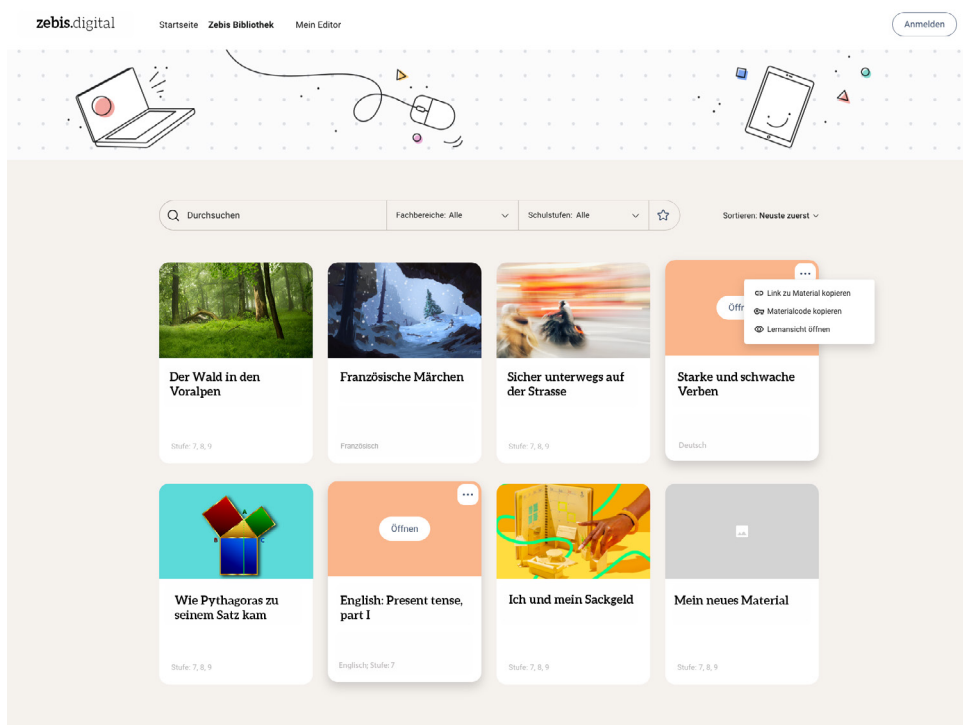 zebis.digital
Startseite Zebis Bibliothek Mein Editor
Anmelden
Durchsuchen
Fachbereiche: Alle
Schulstufen: Alle
Sortieren: Neuste zuerst
Link zu Material kopieren
Öffn
Materialcode kopieren
Lernansicht öffnen
Der Wald in den
Voralpen
Stufe: 7, 8, 9
Französische Märchen
Französisch
Sicher unterwegs auf
der Strasse
Stufe: 7, 8, 9
Starke und schwache
Verben
Deutsch
A
B
C
Wie Pythagoras zu
seinem Satz kam
Stufe: 7, 8, 9
Öffnen
English: Present tense,
part I
Englisch; Stufe: 7
Ich und mein Sackgeld
Stufe: 7, 8, 9
Mein neues Material
Stufe: 7, 8, 9